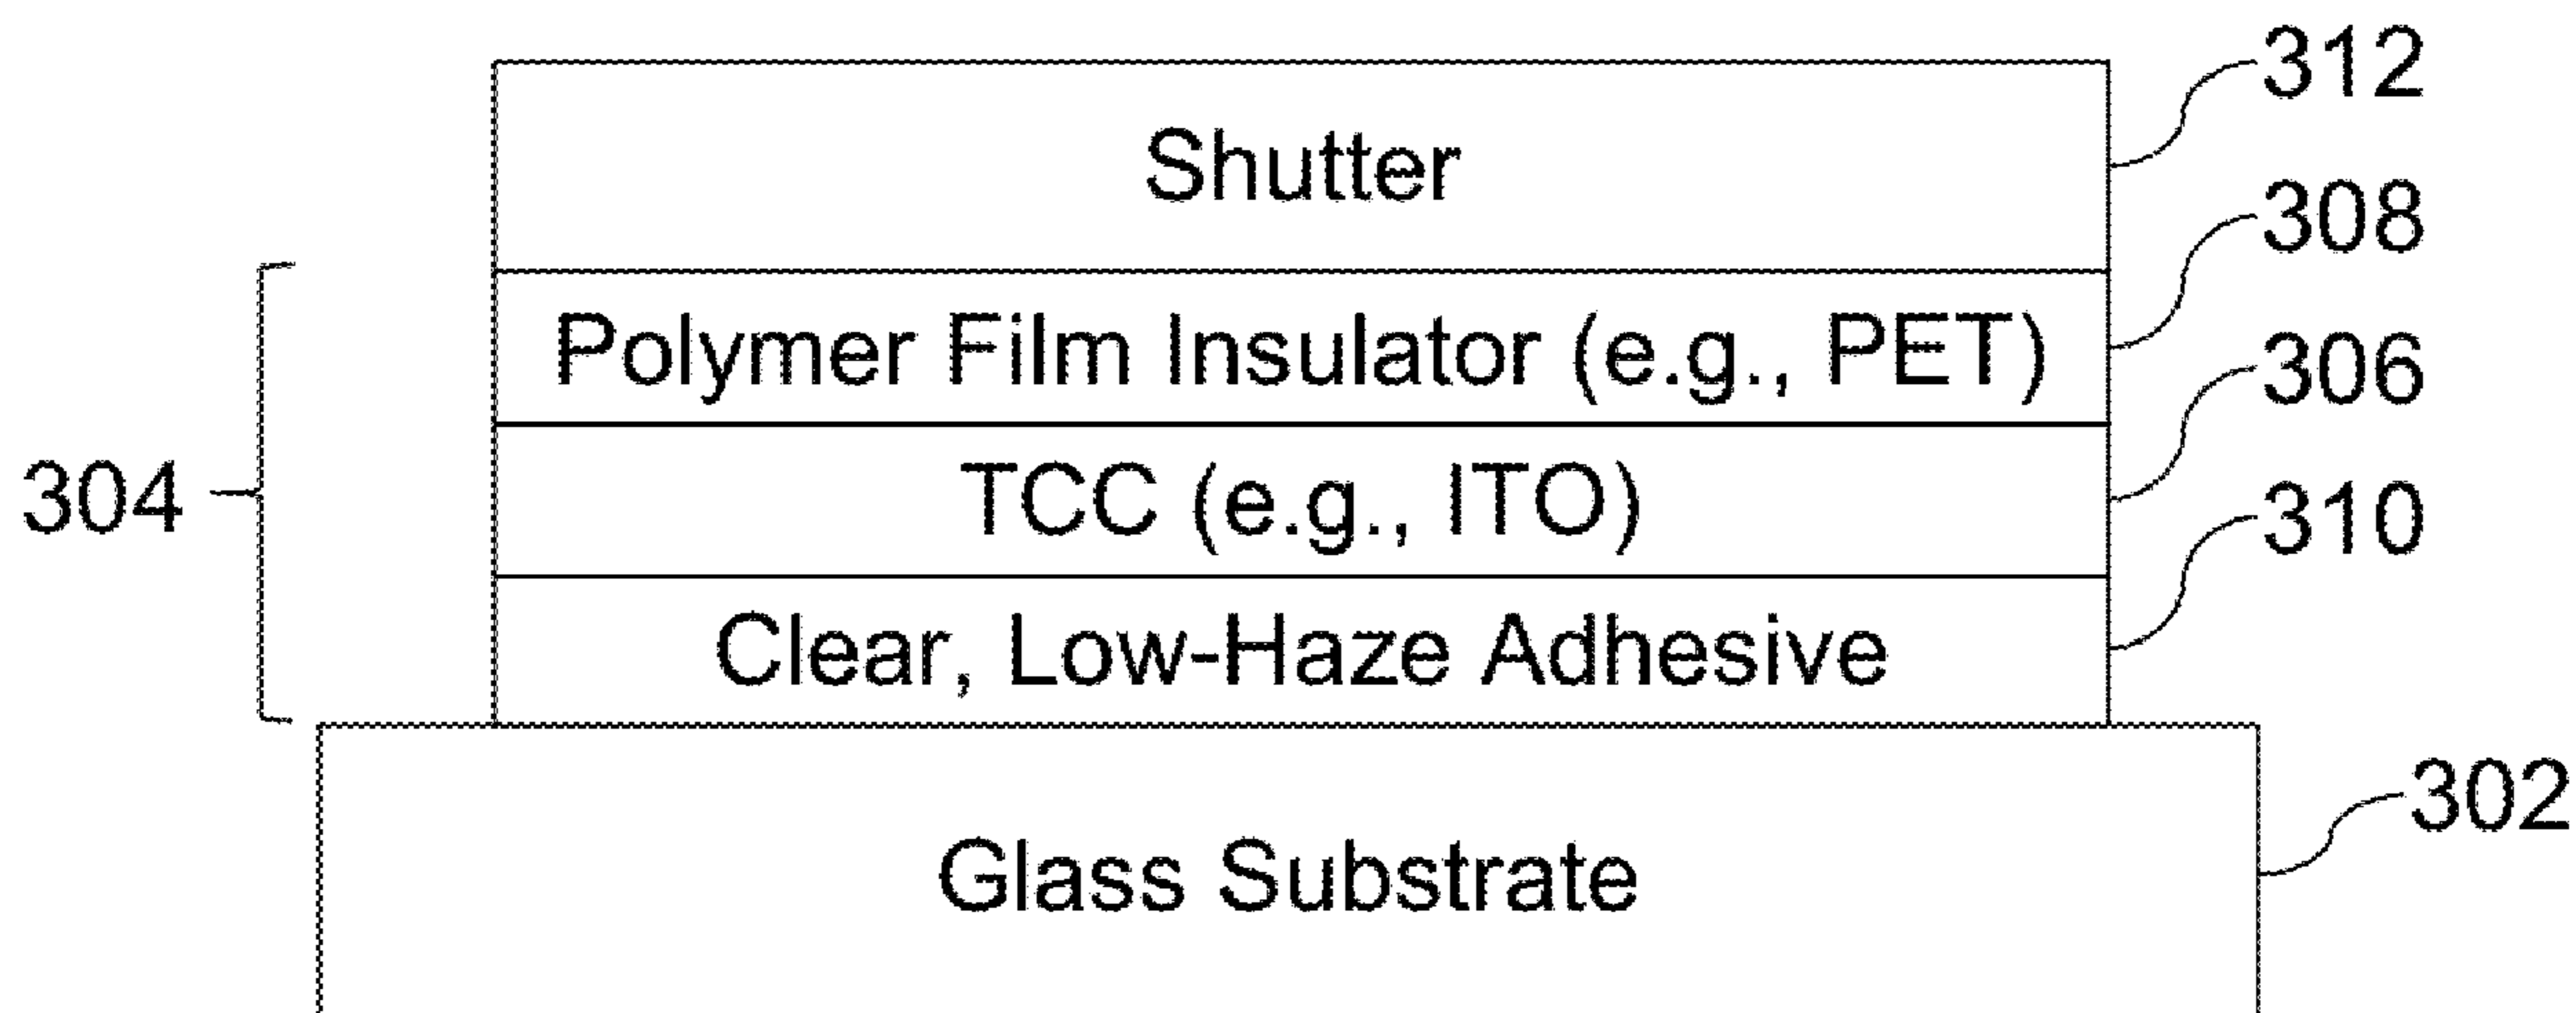 312
Shutter
308
Polymer Film Insulator (e.g., PET)
306
304
TCC (e.g., ITO)
310
Clear, Low-Haze Adhesive
302
Glass Substrate